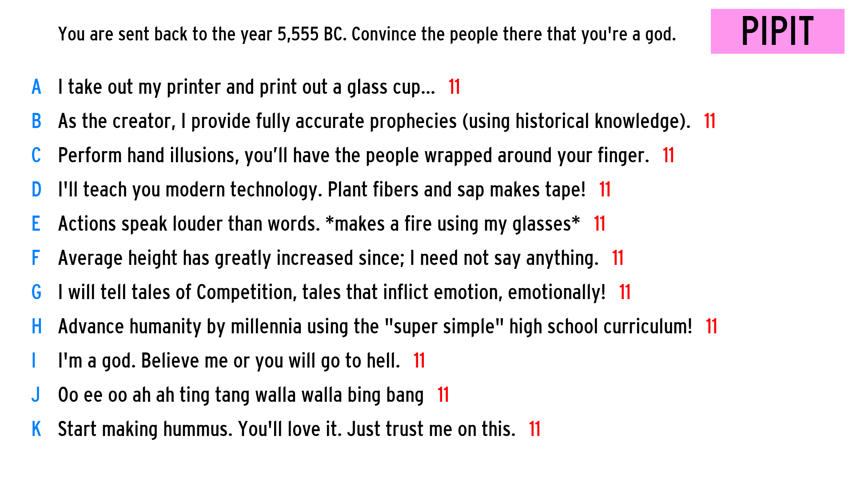 You are sent back to the year 5,555 BC. Convince the people there that you're a god.
PIPIT
A I take out my printer and print out a glass cup... 11
B As the creator, I provide fully accurate prophecies (using historical knowledge). 11
C Perform hand illusions, you’ll have the people wrapped around your finger. 11
D I'll teach you modern technology. Plant fibers and sap makes tape! 11
E Actions speak louder than words. *makes a fire using my glasses* 11
F Average height has greatly increased since; I need not say anything. 11
G I will tell tales of Competition, tales that inflict emotion, emotionally! 11
H Advance humanity by millennia using the "super simple" high school curriculum! 11
I I'm a god. Believe me or you will go to hell. 11
J Oo ee oo ah ah ting tang walla walla bing bang 11
K Start making hummus. You'll love it. Just trust me on this. 11